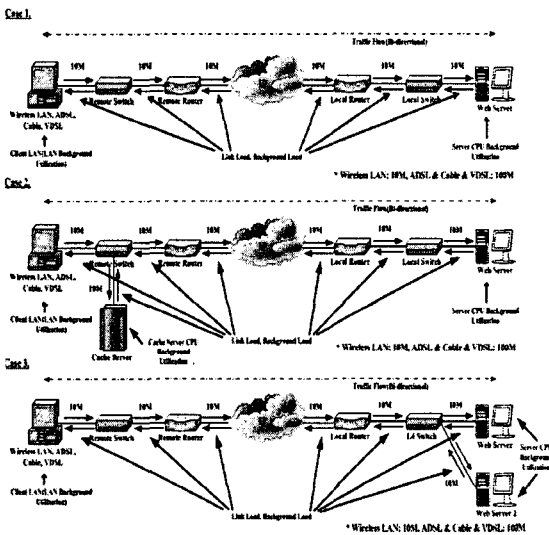 Case 1.
Traffic Flow(Bi-directional)
10M 10M 10M 10M 10M 10M
Remote Switch
Remote Router
Local Router
Local Switch
Web Server
Wireless LAN, ADSL,
Cable, VDSL
Client LAN(LAN Background
Utilization)
Link Load, Background Load
Server CPU Background
Utilization
* Wireless LAN: 10M, ADSL & Cable & VDSL: 100M
Case 2.
Traffic Flow(Bi-directional)
10M 10M 10M 10M 10M 10M
Remote Switch
Remote Router
Local Router
Local Switch
Web Server
Wireless LAN, ADSL,
Cable, VDSL
10M
Client LAN(LAN Background
Utilization)
Cache Server
Cache Server CPU
Background
Utilization
Link Load, Background Load
Server CPU Background
Utilization
* Wireless LAN: 10M, ADSL & Cable & VDSL: 100M
Case 3.
Traffic Flow(Bi-directional)
10M 10M 10M 10M 10M 10M
Remote Switch
Remote Router
Local Router
L4 Switch
Web Server
Wireless LAN, ADSL,
Cable, VDSL
Server CPU
Background
Utilization
10M
Client LAN(LAN Background
Utilization)
Link Load, Background Load
Web Server 2
* Wireless LAN: 10M, ADSL & Cable & VDSL: 100M